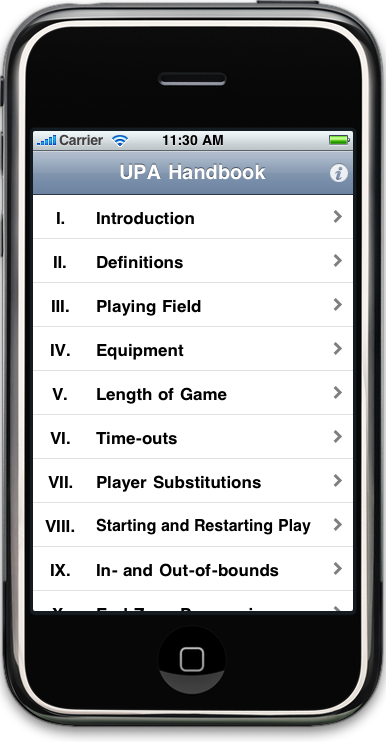 Carrier 11:30 AM
UPA Handbook
I. Introduction
II. Definitions
III. Playing Field
IV. Equipment
V. Length of Game
VI. Time-outs
VII. Player Substitutions
VIII. Starting and Restarting Play
IX. In- and Out-of-bounds